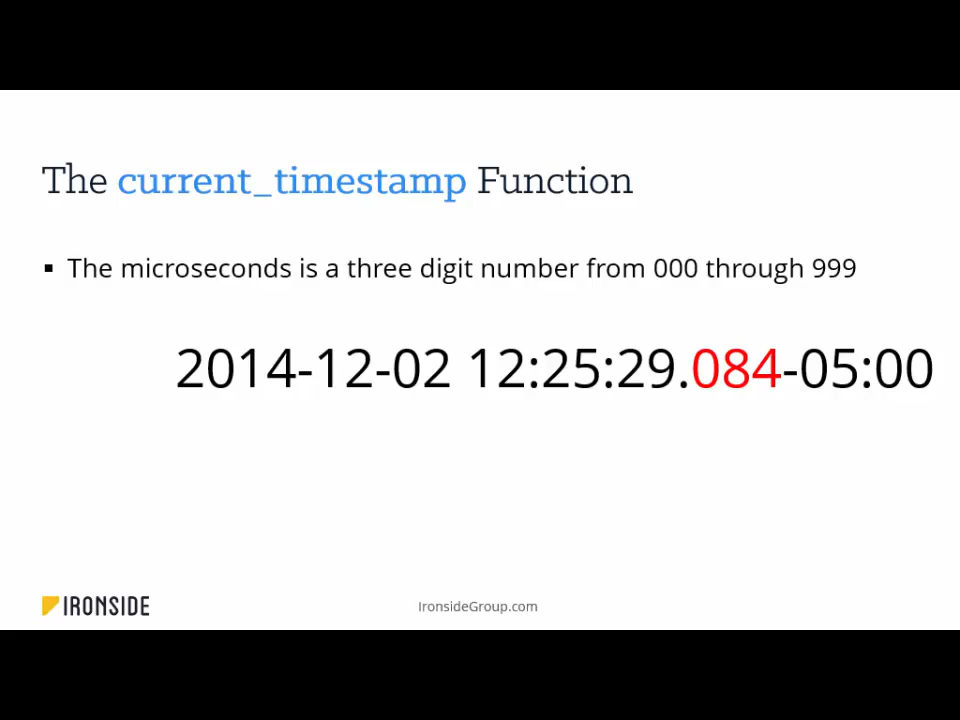 The current_timestamp Function
▪ The microseconds is a three digit number from 000 through 999
2014-12-02 12:25:29.084-05:00
IRONSIDE
IronsideGroup.com